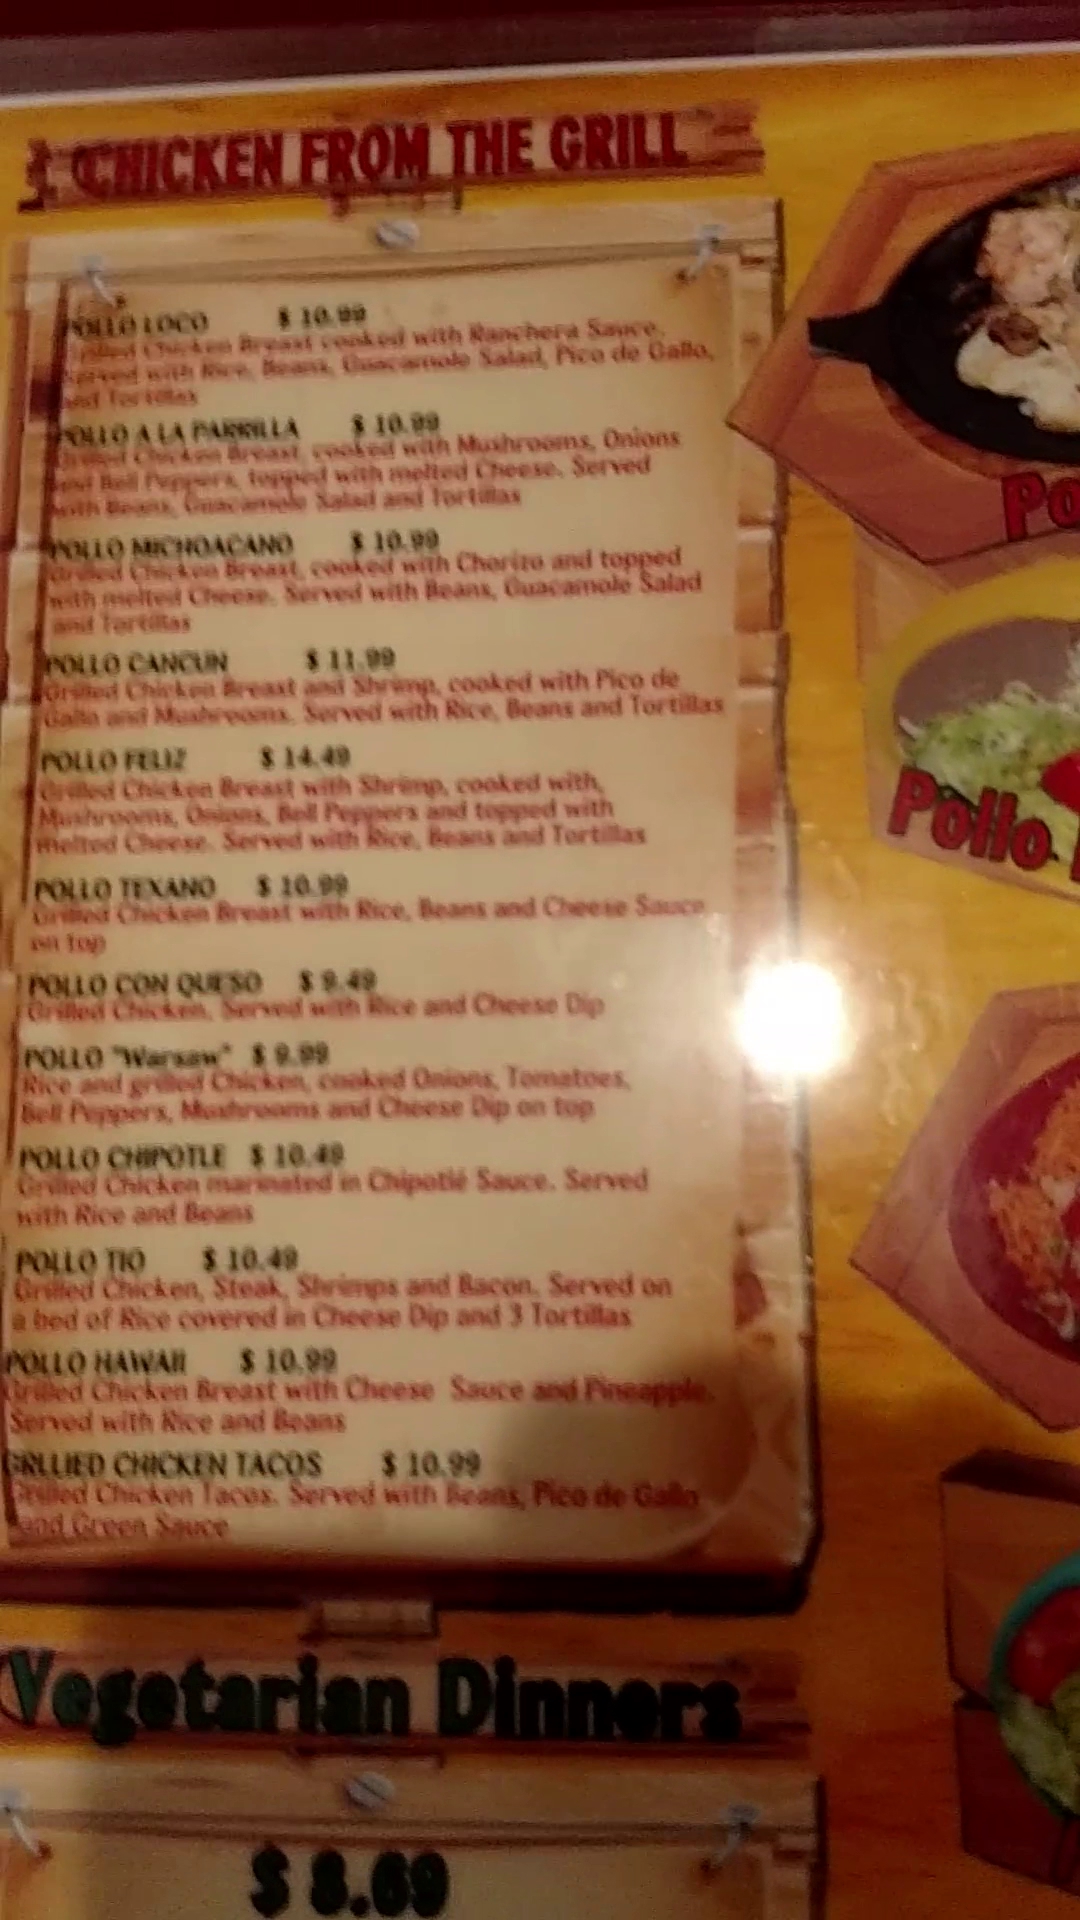 CHICKEN FROM THE GRILL
POLLO LOCO $ 10.99
Grilled Chicken Breast cooked with Ranchera Sauce,
served with Rice, Beans, Guacamole Salad, Pico de Gallo,
and Tortillas
POLLO A LA PARRILLA $ 10.99
Grilled Chicken Breast, cooked with Mushrooms, Onions
and Bell Peppers, topped with melted Cheese. Served
with Beans, Guacamole Salad and Tortillas
POLLO MICHOACANO $ 10.99
Grilled Chicken Breast, cooked with Chorizo and topped
with melted Cheese. Served with Beans, Guacamole Salad
and Tortillas
POLLO CANCUN $ 11.99
Grilled Chicken Breast and Shrimp, cooked with Pico de
Gallo and Mushrooms. Served with Rice, Beans and Tortillas
POLLO FELIZ $ 14.49
Grilled Chicken Breast with Shrimp, cooked with,
Mushrooms, Onions, Bell Peppers and topped with
melted Cheese. Served with Rice, Beans and Tortillas
POLLO TEXANO $ 10.99
Grilled Chicken Breast with Rice, Beans and Cheese Sauce
on top
POLLO CON QUESO $ 9.49
Grilled Chicken, Served with Rice and Cheese Dip
POLLO "Warsaw" $ 9.99
Rice and grilled Chicken, cooked Onions, Tomatoes,
Bell Peppers, Mushrooms and Cheese Dip on top
POLLO CHIPOTLE $ 10.49
Grilled Chicken marinated in Chipotlé Sauce. Served
with Rice and Beans
POLLO TIO $ 10.49
Grilled Chicken, Steak, Shrimps and Bacon. Served on
a bed of Rice covered in Cheese Dip and 3 Tortillas
POLLO HAWAII $ 10.99
Grilled Chicken Breast with Cheese Sauce and Pineapple.
Served with Rice and Beans
GRLLIED CHICKEN TACOS $ 10.99
Grilled Chicken Tacos. Served with Beans, Pico de Gallo
and Green Sauce
Vegetarian Dinners
$ 8.69
Po
Pollo